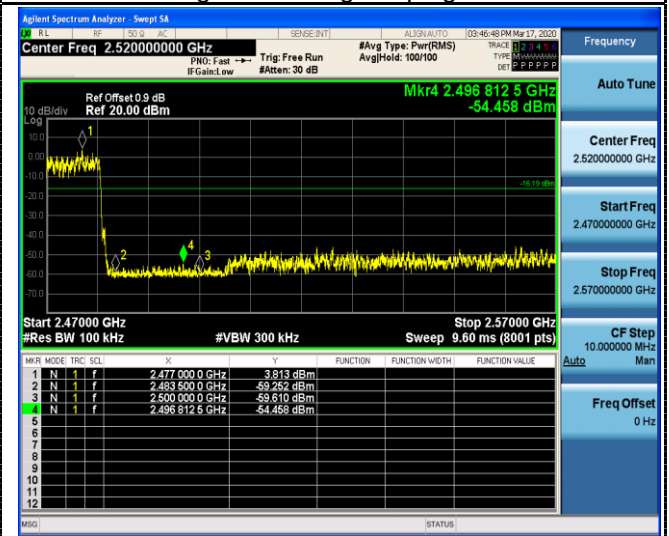 Agilent Spectrum Analyzer - Swept SA
RL RF 50 Ω AC SENSE:INT ALIGN AUTO 03:46:48 PM Mar 17, 2020
Center Freq 2.520000000 GHz
PNO: Fast
IFGain:Low
Trig: Free Run
#Atten: 30 dB
#Avg Type: Pwr(RMS)
Avg|Hold: 100/100
TRACE 1 2 3 4 5 6
TYPE M
DET P P P P P P
Frequency
Auto Tune
Center Freq
2.520000000 GHz
Start Freq
2.470000000 GHz
Stop Freq
2.570000000 GHz
CF Step
10.000000 MHz
Auto Man
Freq Offset
0 Hz
Ref Offset 0.9 dB
10 dB/div Ref 20.00 dBm
Log
Mkr4 2.496 812 5 GHz
-54.458 dBm
10.0
0.00
-10.0
-20.0
-30.0
-40.0
-50.0
-60.0
-70.0
1
2
4
3
-16.19 dBm
Start 2.47000 GHz Stop 2.57000 GHz
#Res BW 100 kHz #VBW 300 kHz Sweep 9.60 ms (8001 pts)
MKR MODE TRC SCL X Y FUNCTION FUNCTION WIDTH FUNCTION VALUE
1 N 1 f 2.477 000 0 GHz 3.813 dBm
2 N 1 f 2.483 500 0 GHz -59.252 dBm
3 N 1 f 2.500 000 0 GHz -59.610 dBm
4 N 1 f 2.496 812 5 GHz -54.458 dBm
5
6
7
8
9
10
11
12
MSG STATUS